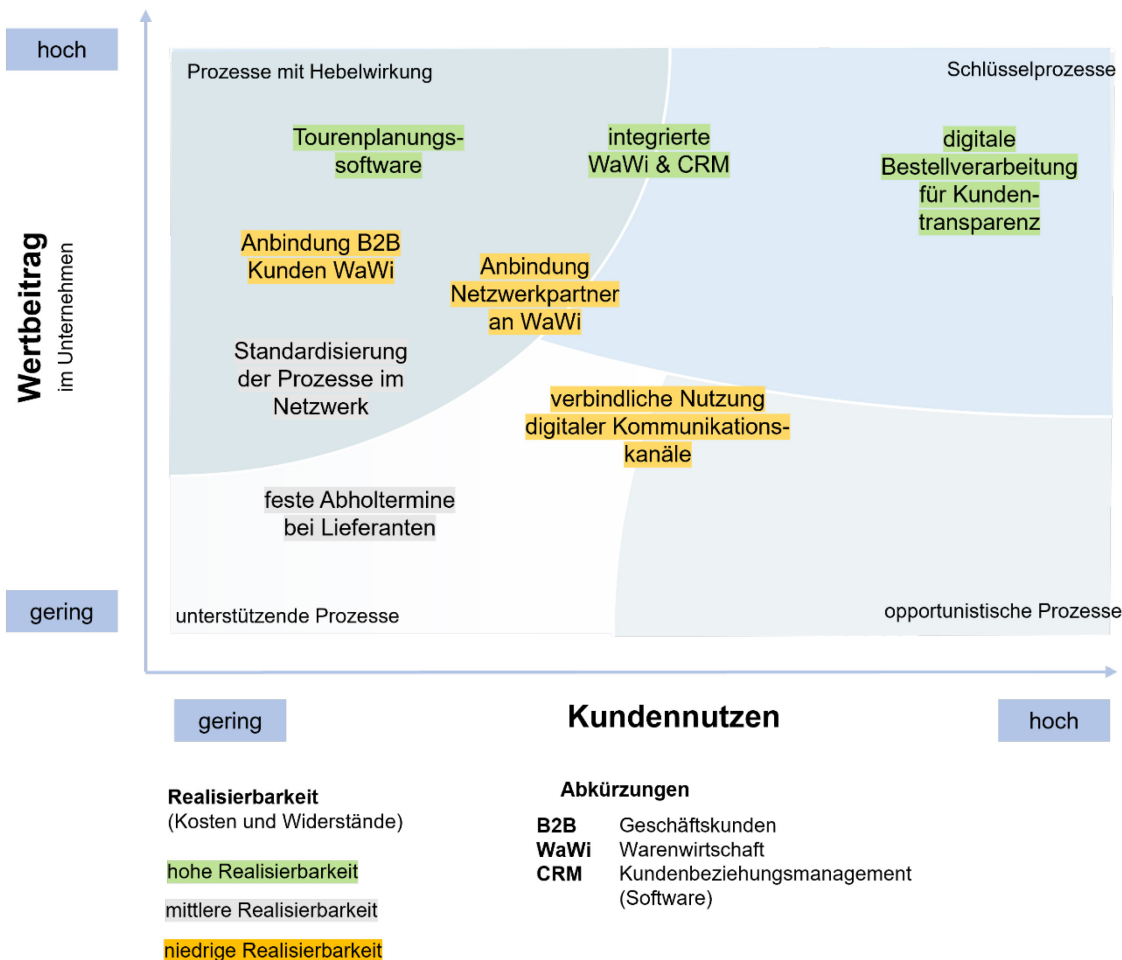 hoch
Prozesse mit Hebelwirkung
Schlüsselprozesse
Tourenplanungs-
software
integrierte
WaWi & CRM
digitale
Bestellverarbeitung
für Kunden-
transparenz
Anbindung B2B
Kunden WaWi
Anbindung
Netzwerkpartner
an WaWi
Wertbeitrag
im Unternehmen
Standardisierung
der Prozesse im
Netzwerk
verbindliche Nutzung
digitaler Kommunikations-
kanäle
feste Abholtermine
bei Lieferanten
gering
unterstützende Prozesse
opportunistische Prozesse
gering
Kundennutzen
hoch
Realisierbarkeit
(Kosten und Widerstände)
hohe Realisierbarkeit
mittlere Realisierbarkeit
niedrige Realisierbarkeit
Abkürzungen
B2B Geschäftskunden
WaWi Warenwirtschaft
CRM Kundenbeziehungsmanagement
(Software)